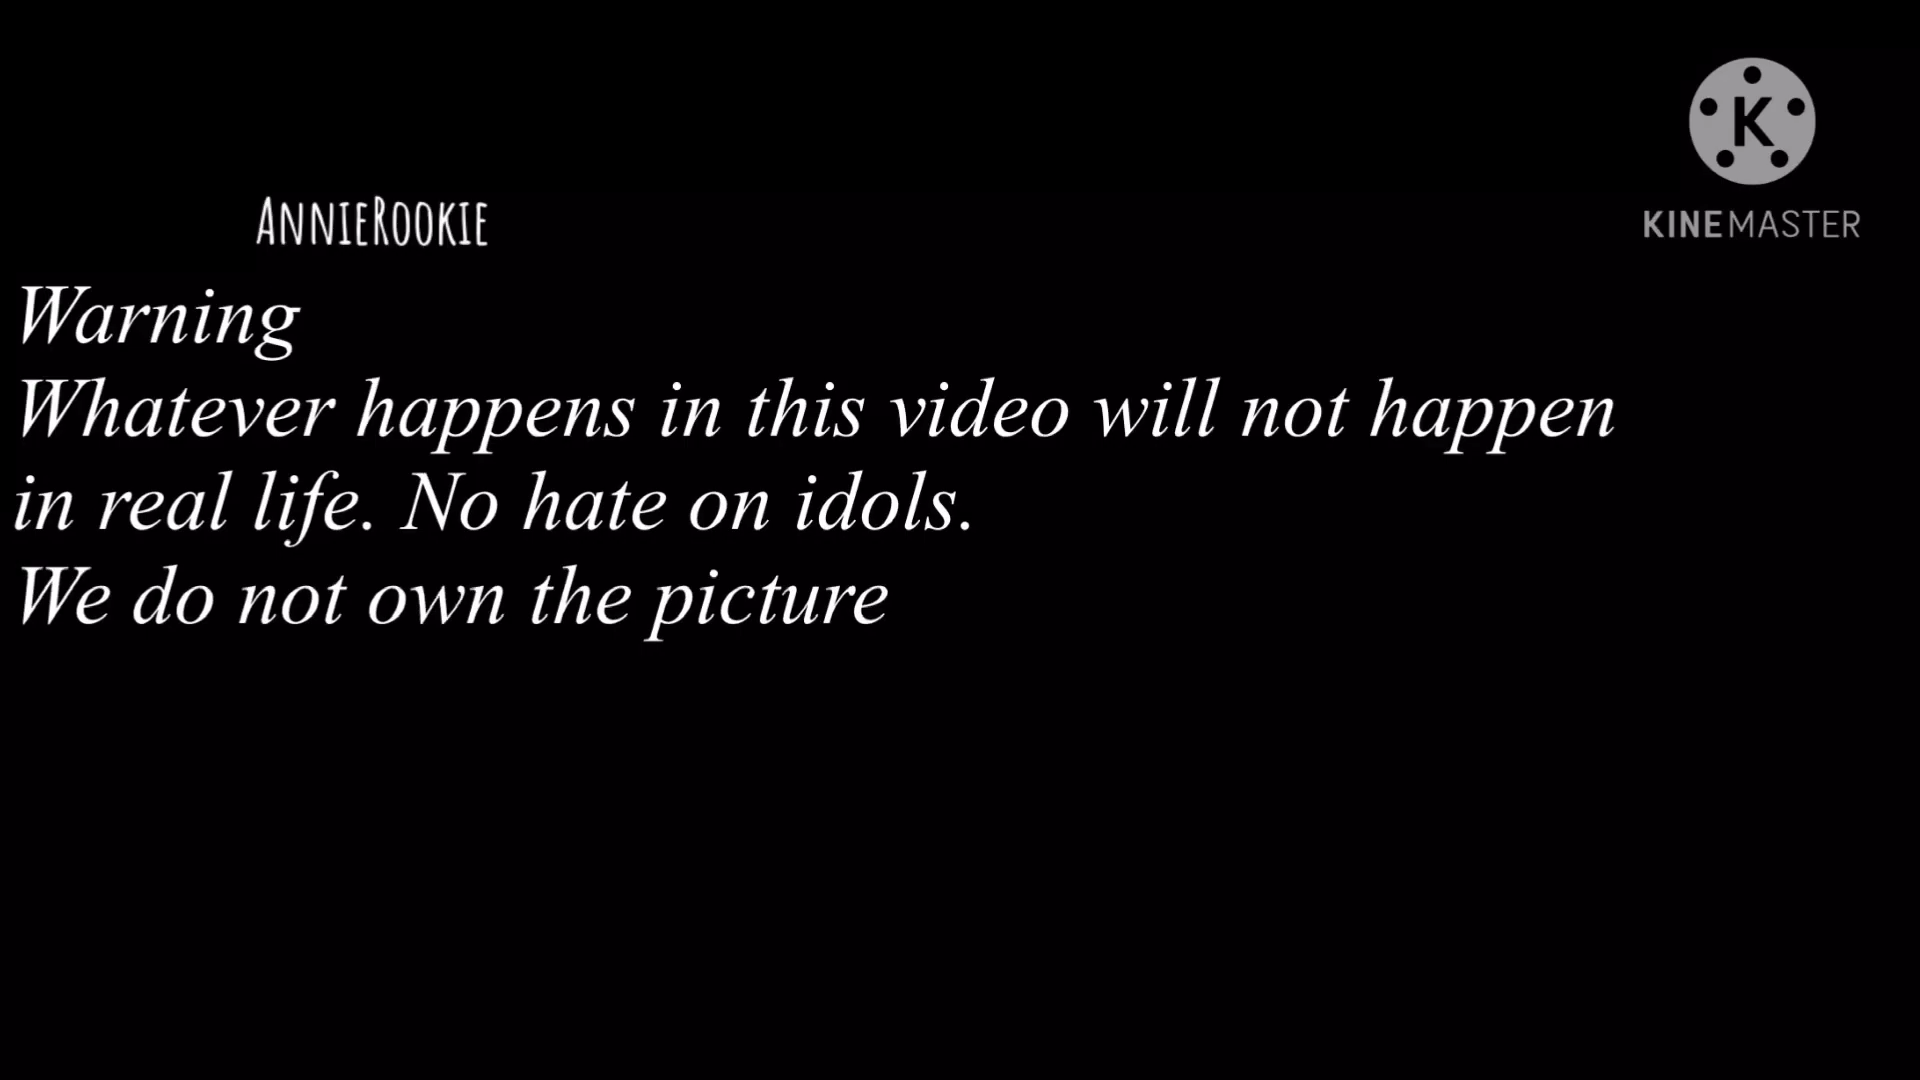 K
KINEMASTER
AnnieRookie
Warning
Whatever happens in this video will not happen
in real life. No hate on idols.
We do not own the picture